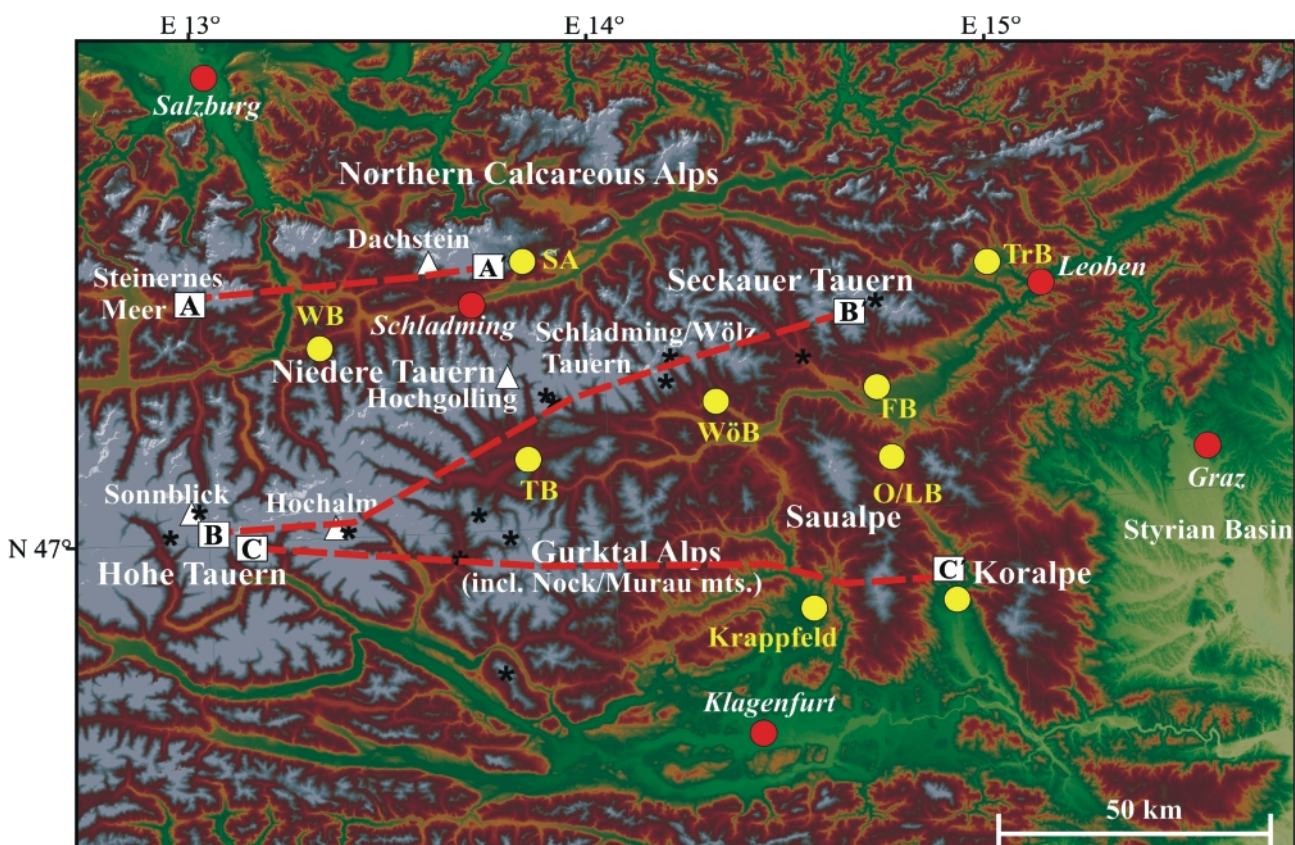 E 13°
E 14°
E 15°
Salzburg
Northern Calcareous Alps
Dachstein
SA
TrB
Leoben
Steinernes
Meer
A
A´
WB
Schladming
Seckauer Tauern
B´
Schladming/Wölz
Tauern
Niedere Tauern
Hochgolling
WöB
FB
TB
O/LB
Graz
Sonnblick
Hochalm
B
C
Saualpe
Styrian Basin
N 47°
Hohe Tauern
Gurktal Alps
(incl. Nock/Murau mts.)
C´
Koralpe
Krappfeld
Klagenfurt
50 km